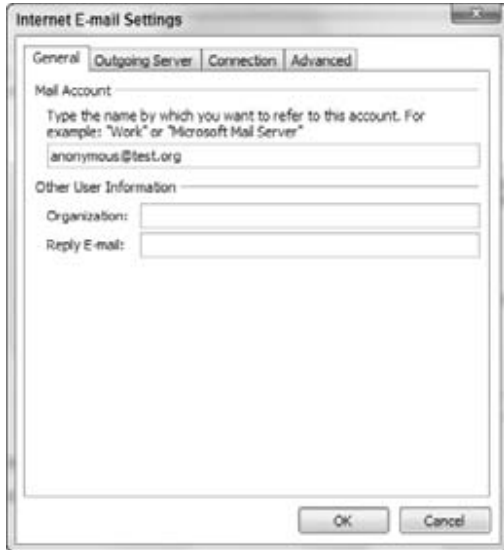 Internet E-mail Settings
General
Outgoing Server
Connection
Advanced
Mail Account
Type the name by which you want to refer to this account. For
example: "Work" or "Microsoft Mail Server"
anonymous@test.org
Other User Information
Organization:
Reply E-mail:
OK
Cancel